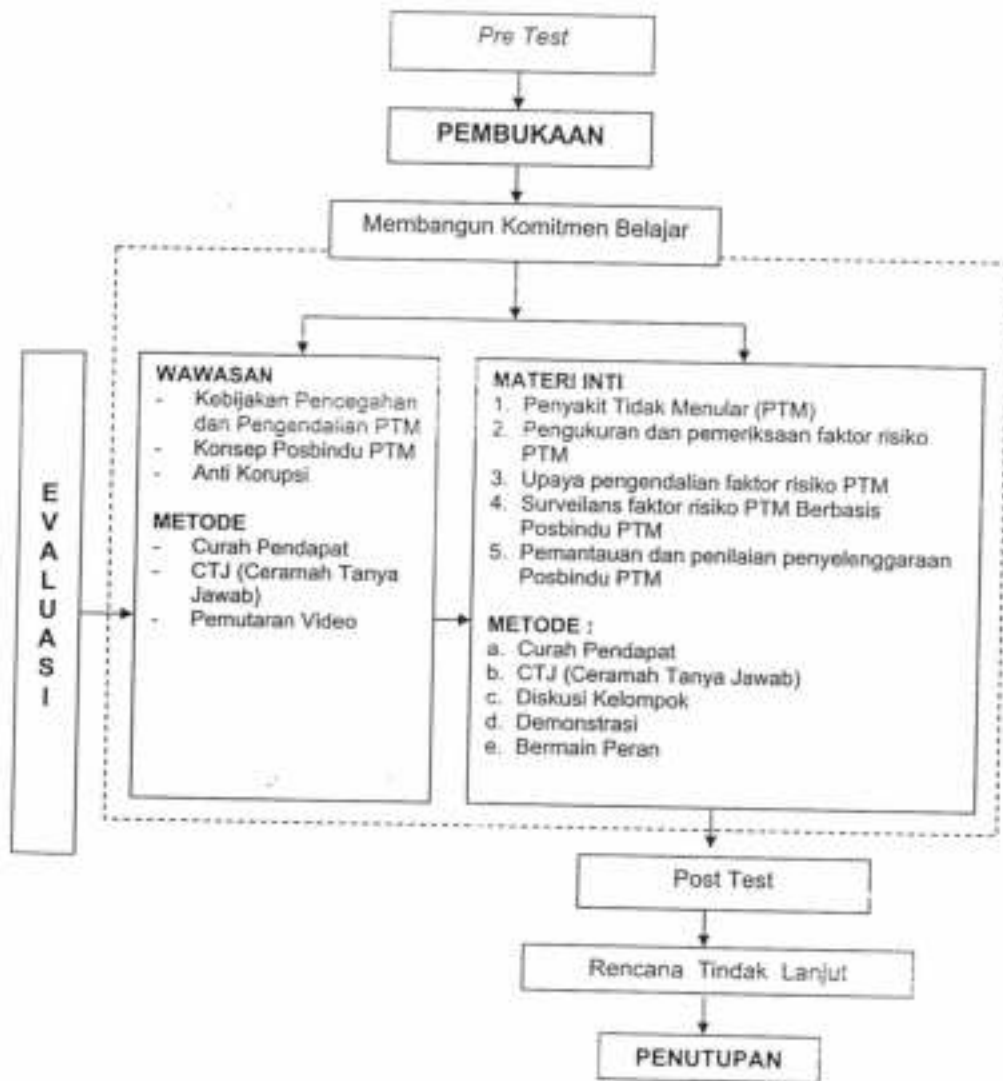 Pre Test
PEMBUKAAN
Membangun Komitmen Belajar
EVALUASI
WAWASAN
- Kebijakan Pencegahan
dan Pengendalian PTM
- Konsep Posbindu PTM
- Anti Korupsi
METODE
- Curah Pendapat
- CTJ (Ceramah Tanya
Jawab)
- Pemutaran Video
MATERI INTI
1. Penyakit Tidak Menular (PTM)
2. Pengukuran dan pemeriksaan faktor risiko
PTM
3. Upaya pengendalian faktor risiko PTM
4. Surveilans faktor risiko PTM Berbasis
Posbindu PTM
5. Pemantauan dan penilaian penyelenggaraan
Posbindu PTM
METODE :
a. Curah Pendapat
b. CTJ (Ceramah Tanya Jawab)
c. Diskusi Kelompok
d. Demonstrasi
e. Bermain Peran
Post Test
Rencana Tindak Lanjut
PENUTUPAN